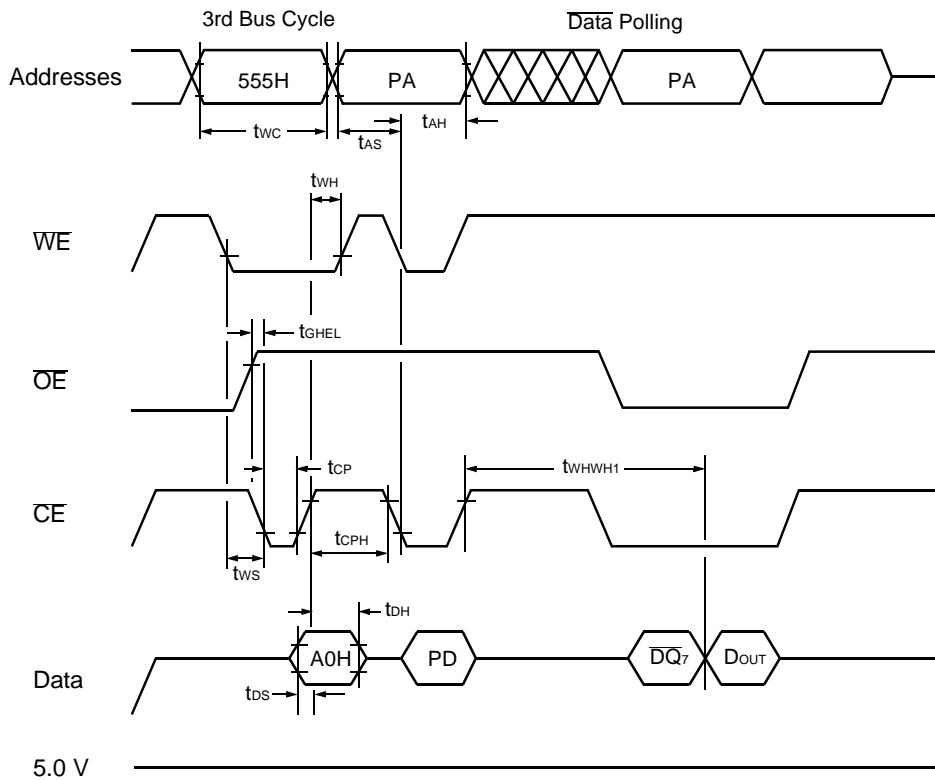 3rd Bus Cycle
Data Polling
Addresses
555H
PA
PA
tWC
tAS
tAH
tWH
WE
tGHEL
OE
tCP
tWHWH1
CE
tCPH
tWS
tDH
A0H
PD
DQ7
DOUT
Data
tDS
5.0 V